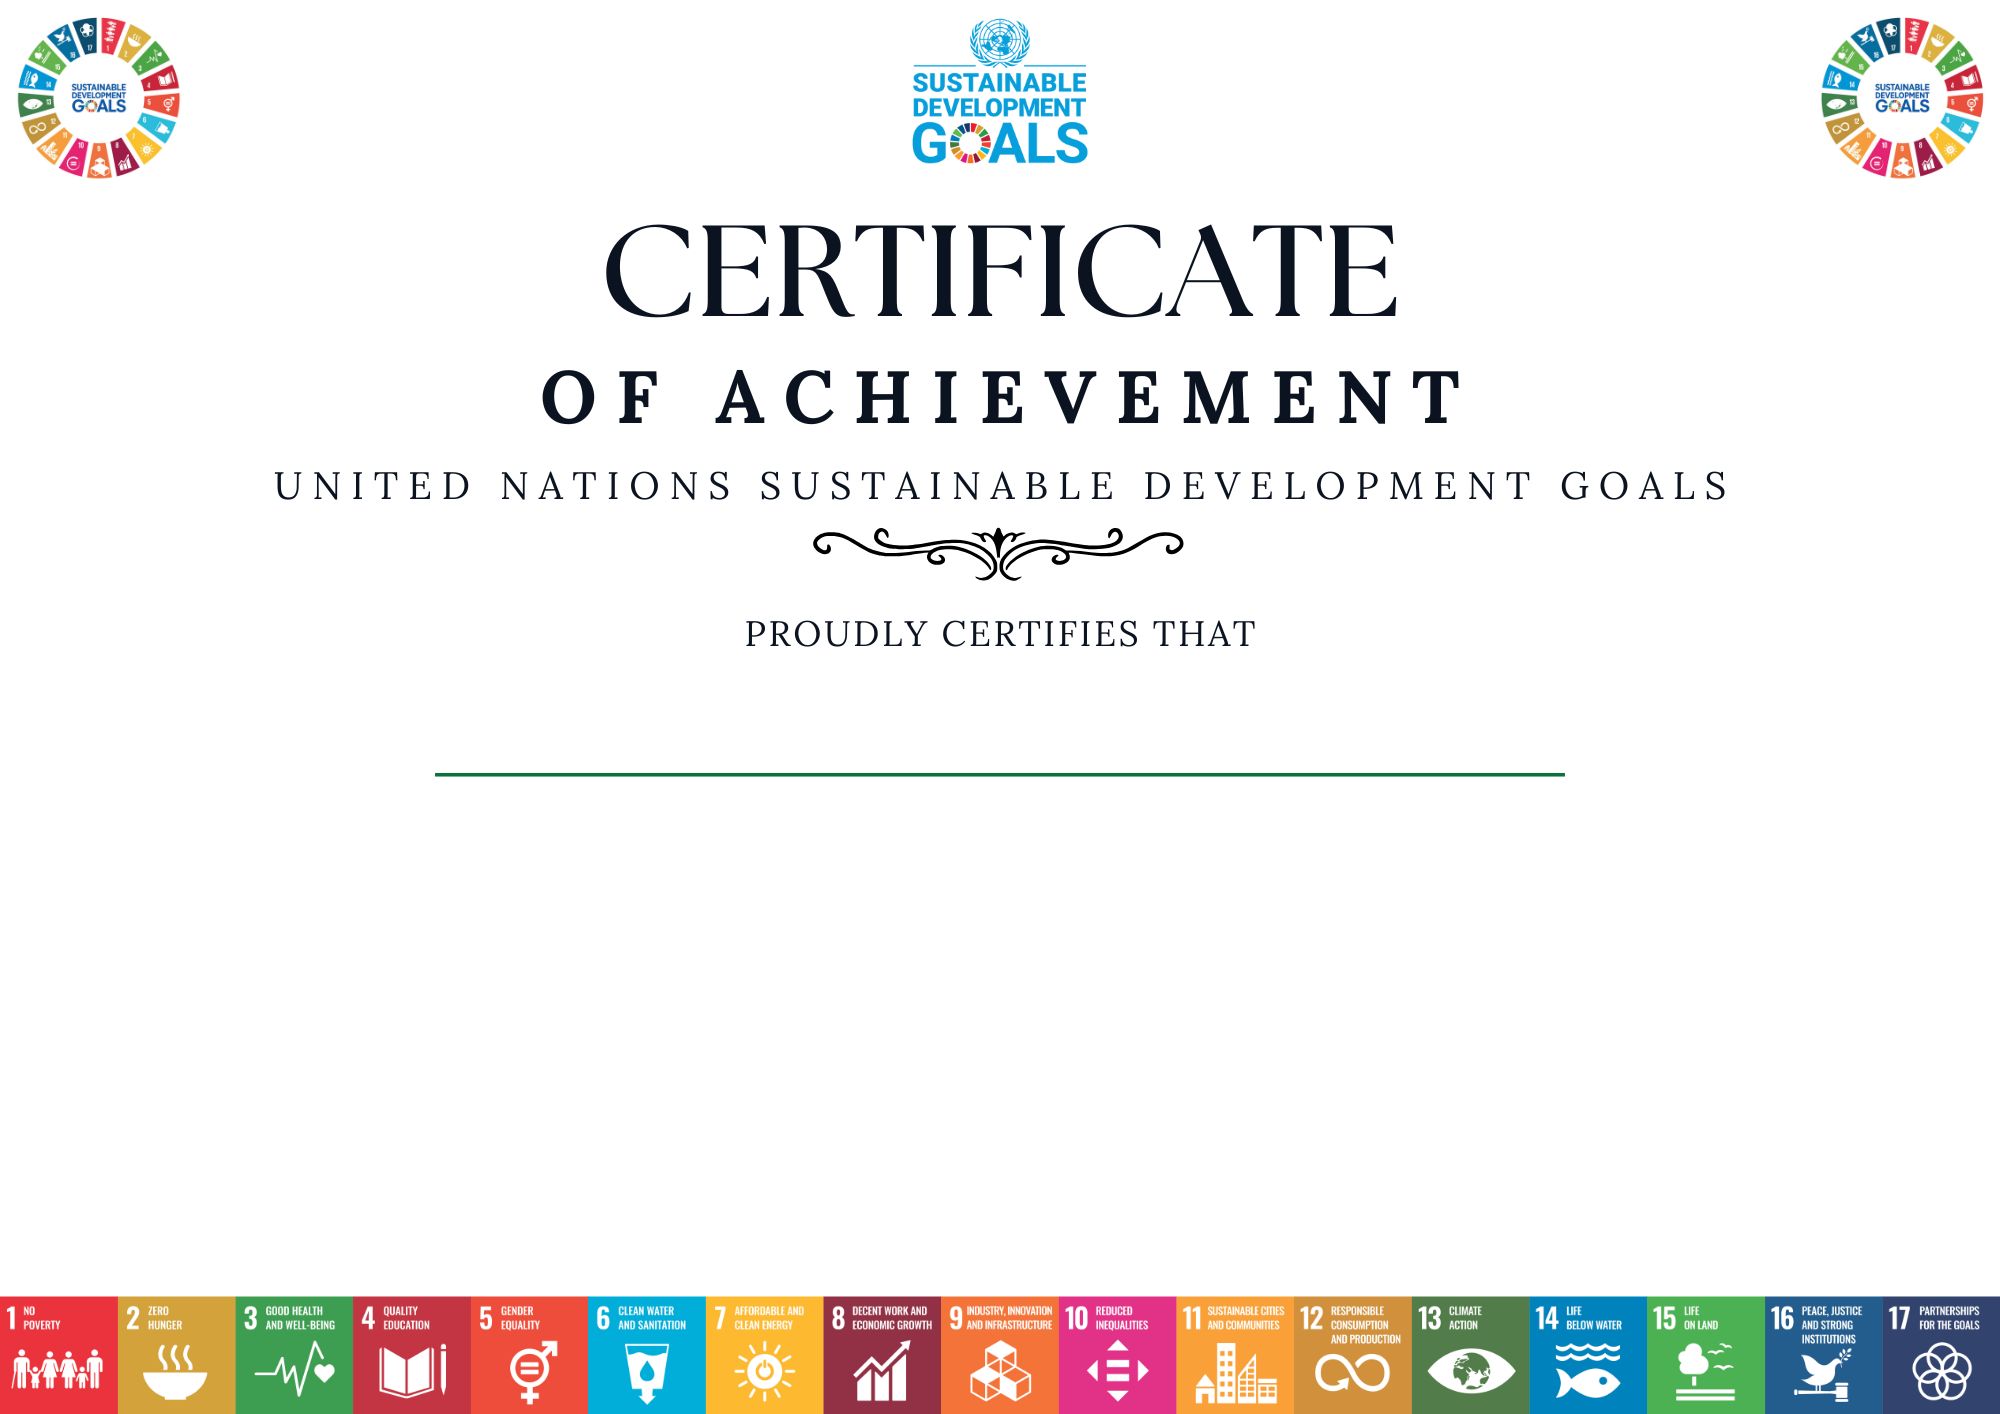 SUSTAINABLE
DEVELOPMENT
GOALS
SUSTAINABLE
DEVELOPMENT
GOALS
SUSTAINABLE
DEVELOPMENT
GOALS
CERTIFICATE
OF ACHIEVEMENT
UNITED NATIONS SUSTAINABLE DEVELOPMENT GOALS
PROUDLY CERTIFIES THAT
1 NO
POVERTY
2 ZERO
HUNGER
3 GOOD HEALTH
AND WELL-BEING
4 QUALITY
EDUCATION
5 GENDER
EQUALITY
6 CLEAN WATER
AND SANITATION
7 AFFORDABLE AND
CLEAN ENERGY
8 DECENT WORK AND
ECONOMIC GROWTH
9 INDUSTRY, INNOVATION
AND INFRASTRUCTURE
10 REDUCED
INEQUALITIES
11 SUSTAINABLE CITIES
AND COMMUNITIES
12 RESPONSIBLE
CONSUMPTION
AND PRODUCTION
13 CLIMATE
ACTION
14 LIFE
BELOW WATER
15 LIFE
ON LAND
16 PEACE, JUSTICE
AND STRONG
INSTITUTIONS
17 PARTNERSHIPS
FOR THE GOALS